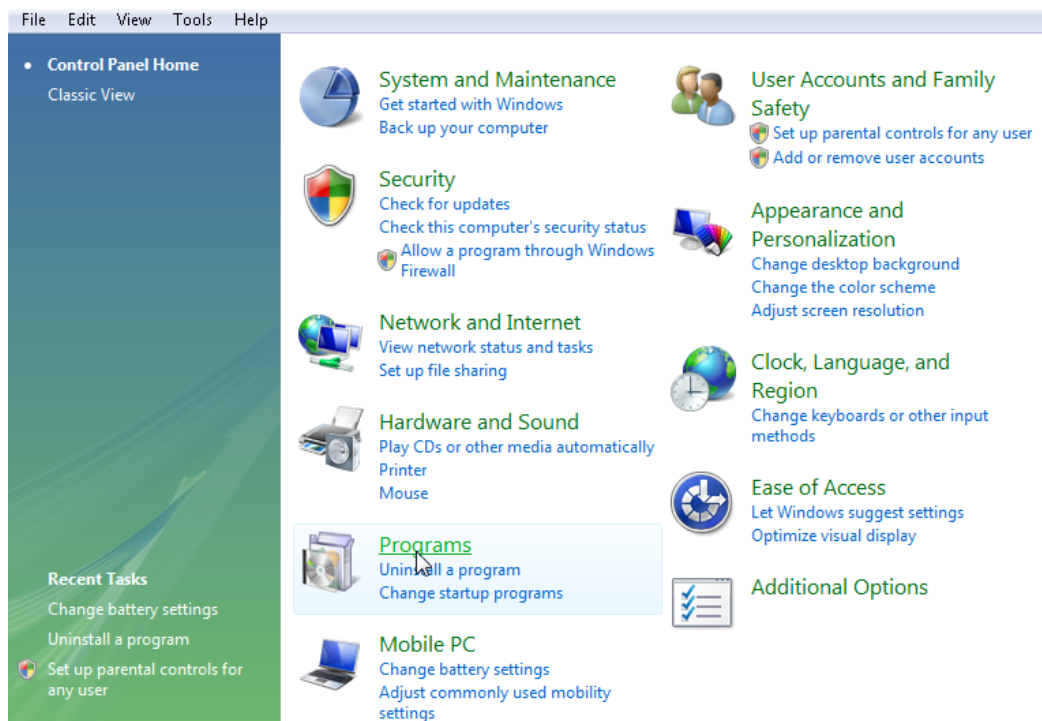 File Edit View Tools Help
Control Panel Home
Classic View
Recent Tasks
Change battery settings
Uninstall a program
Set up parental controls for
any user
System and Maintenance
Get started with Windows
Back up your computer
Security
Check for updates
Check this computer's security status
Allow a program through Windows
Firewall
Network and Internet
View network status and tasks
Set up file sharing
Hardware and Sound
Play CDs or other media automatically
Printer
Mouse
Programs
Uninstall a program
Change startup programs
Mobile PC
Change battery settings
Adjust commonly used mobility
settings
User Accounts and Family
Safety
Set up parental controls for any user
Add or remove user accounts
Appearance and
Personalization
Change desktop background
Change the color scheme
Adjust screen resolution
Clock, Language, and
Region
Change keyboards or other input
methods
Ease of Access
Let Windows suggest settings
Optimize visual display
Additional Options